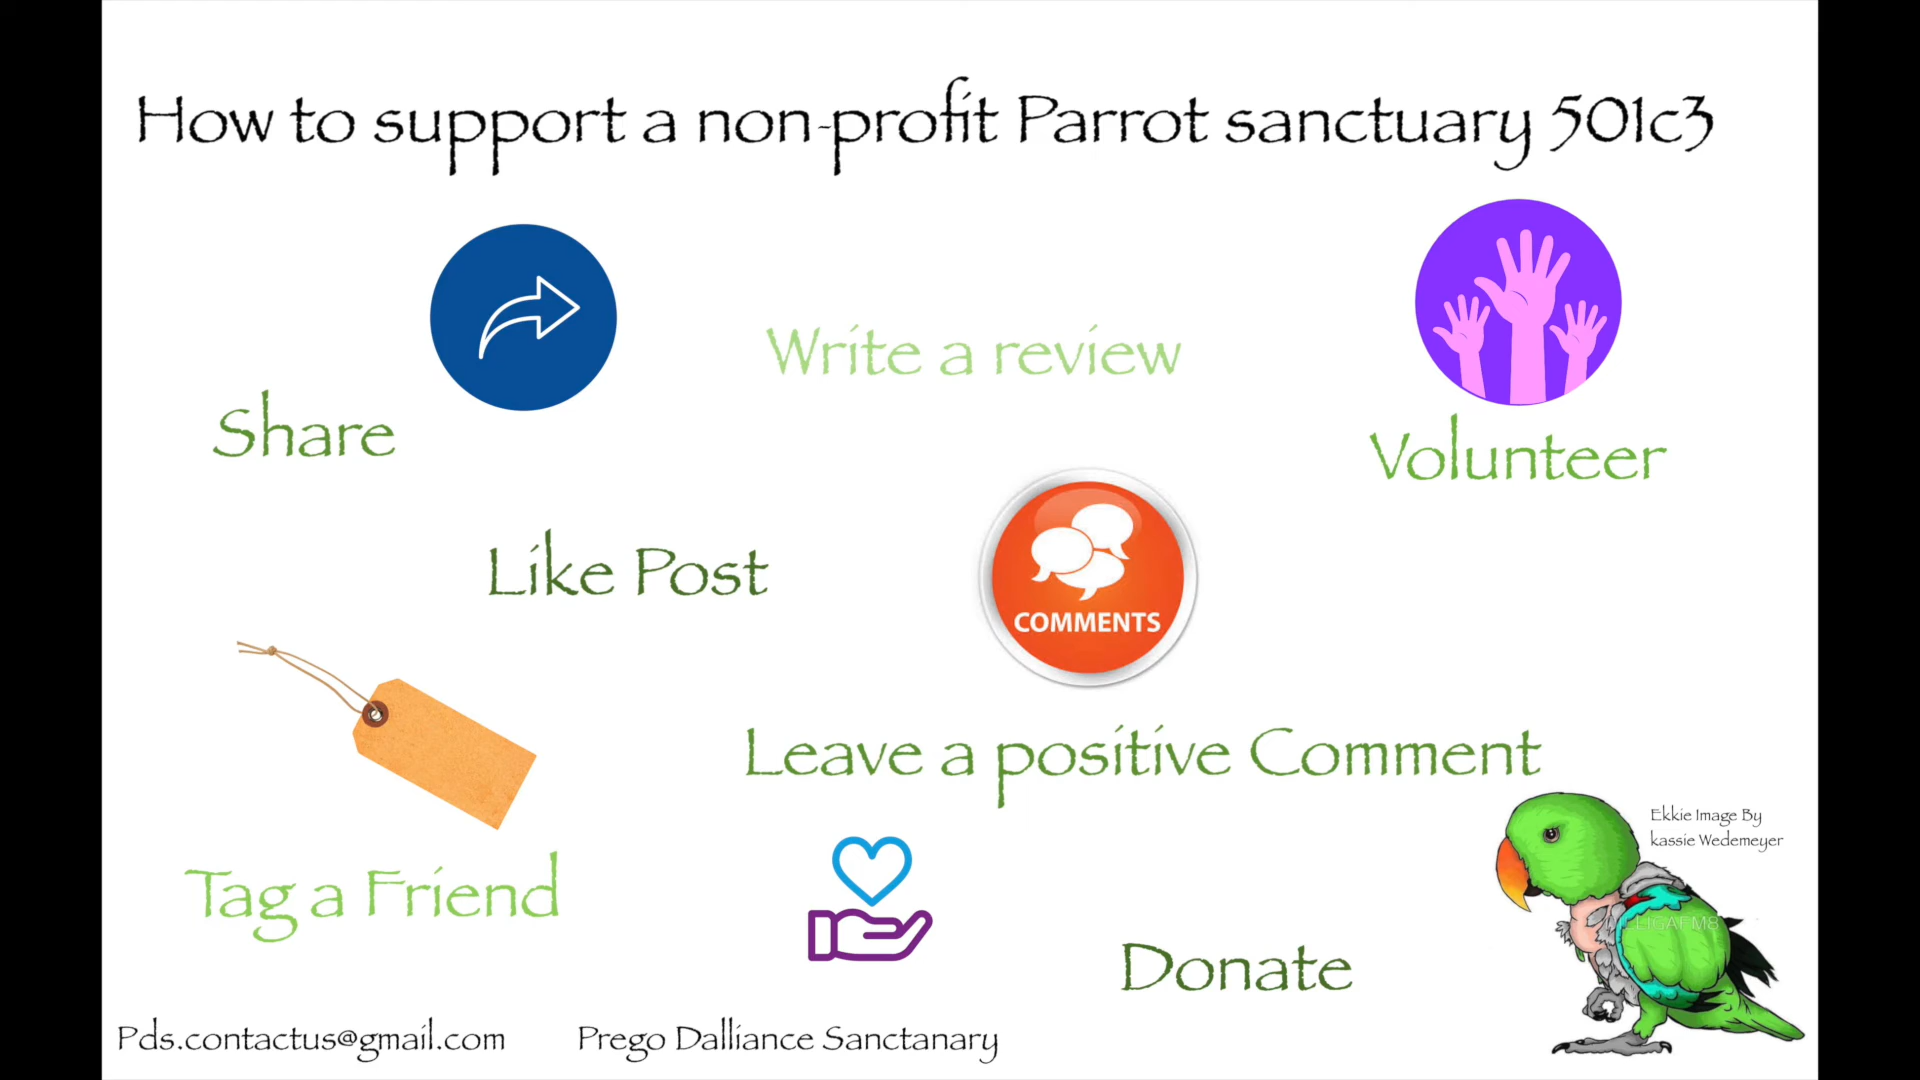 How to support a non-profit Parrot sanctuary 501c3
Write a review
Share
Volunteer
Like Post
COMMENTS
Leave a positive Comment
Ekkie Image By
kassie Wedemeyer
Tag a Friend
Donate
Pds.contactus@gmail.com
Prego Dalliance Sanctanary